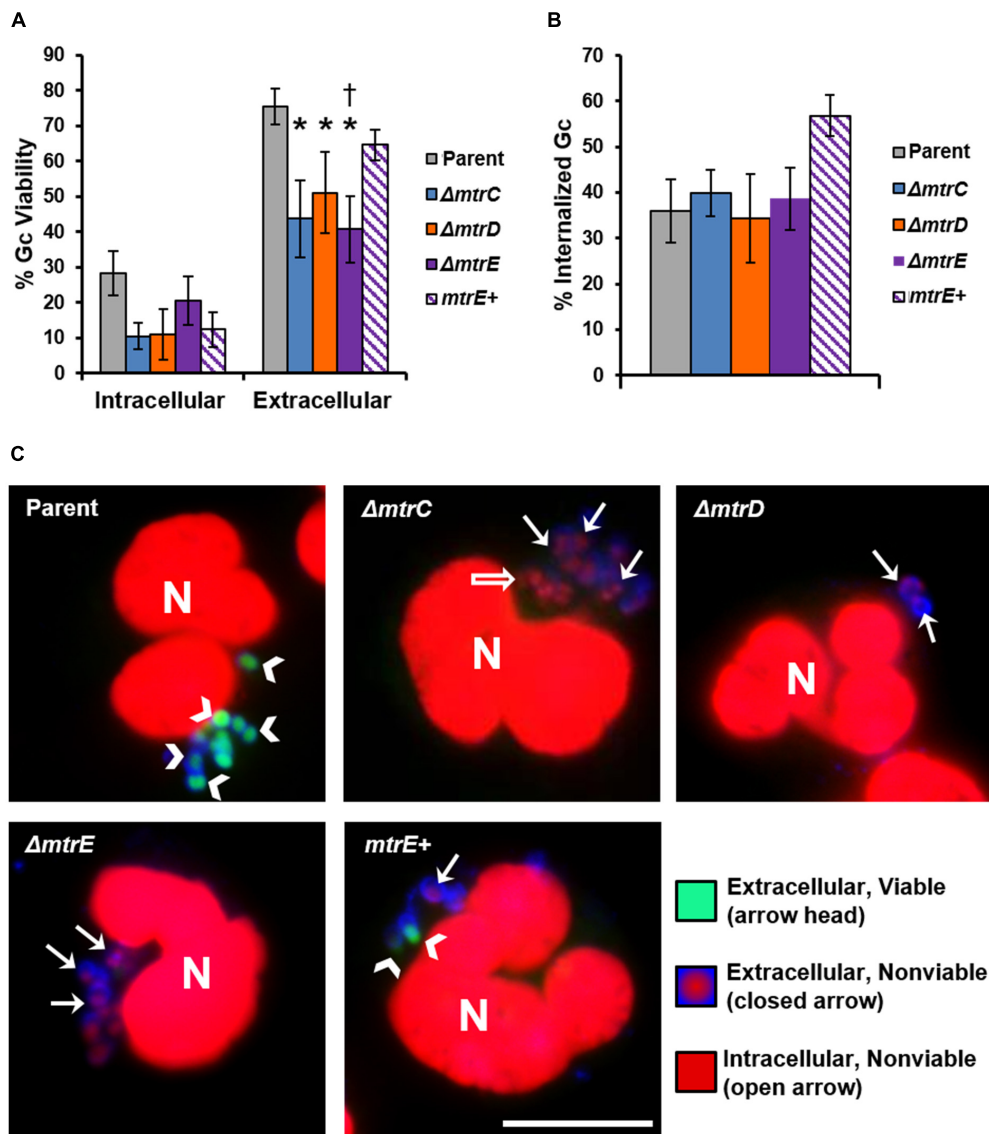 A
% Gc Viability
90
80
70
60
50
40
30
20
10
0
* * † *
Intracellular Extracellular
Parent
ΔmtrC
ΔmtrD
ΔmtrE
mtrE+
B
% Internalized Gc
70
60
50
40
30
20
10
0
Parent
ΔmtrC
ΔmtrD
ΔmtrE
mtrE+
C
Parent
N
ΔmtrC
N
ΔmtrD
N
ΔmtrE
N
mtrE+
N
Extracellular, Viable
(arrow head)
Extracellular, Nonviable
(closed arrow)
Intracellular, Nonviable
(open arrow)